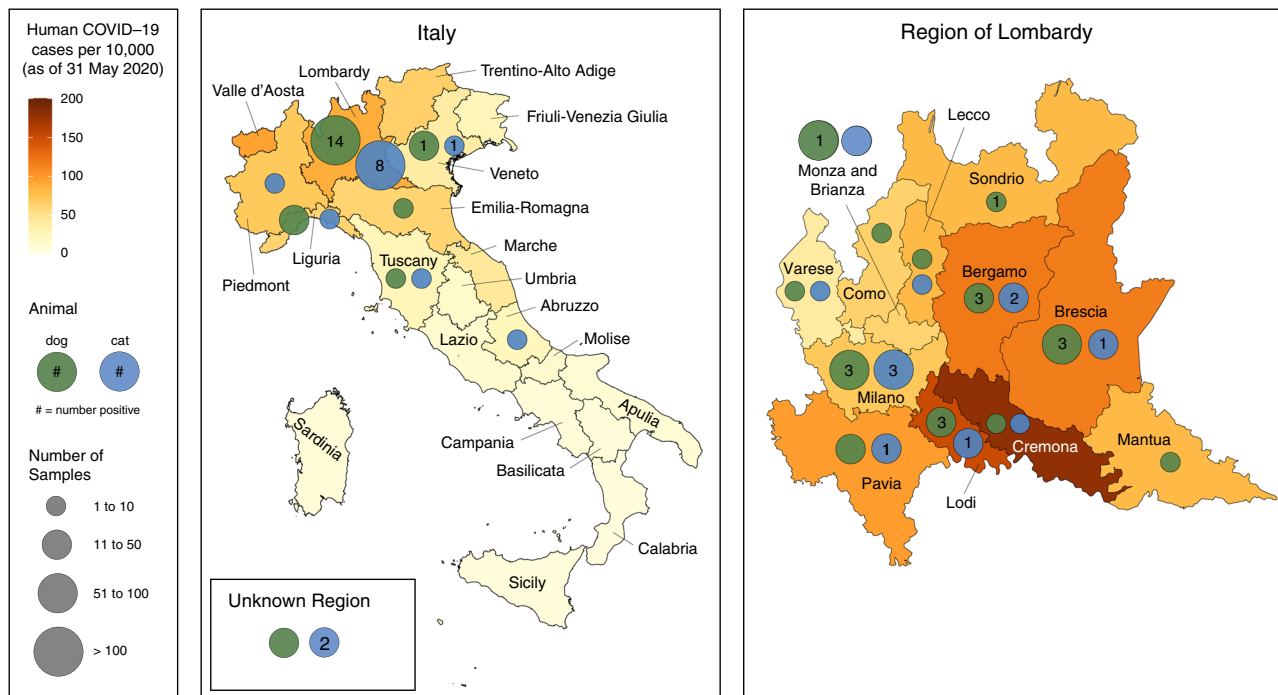 Human COVID–19
cases per 10,000
(as of 31 May 2020)
200
150
100
50
0
Animal
dog
cat
#
#
# = number positive
Number of
Samples
1 to 10
11 to 50
51 to 100
> 100
Italy
Trentino-Alto Adige
Lombardy
Valle d'Aosta
Friuli-Venezia Giulia
14
1
1
8
Veneto
Emilia-Romagna
Marche
Liguria
Tuscany
Umbria
Piedmont
Abruzzo
Lazio
Molise
Sardinia
Apulia
Campania
Basilicata
Calabria
Sicily
Unknown Region
2
Region of Lombardy
Lecco
1
Monza and
Brianza
Sondrio
1
Varese
Como
Bergamo
3
2
Brescia
3
1
3
3
Milano
3
1
Cremona
Mantua
1
Pavia
Lodi